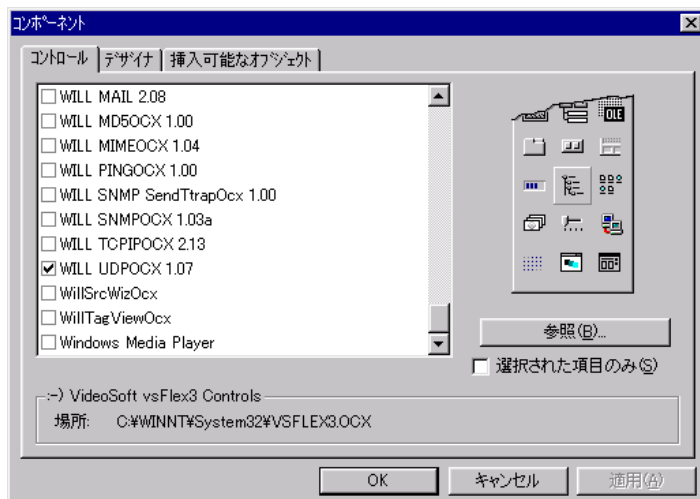 コンポーネント
コントロール
デザイナ
挿入可能なオブジェクト
WILL MAIL 2.08
WILL MD5OCX 1.00
WILL MIMEOCX 1.04
WILL PINGOCX 1.00
WILL SNMP SendTtrapOcx 1.00
WILL SNMPOCX 1.03a
WILL TCPIPOCX 2.13
WILL UDPOCX 1.07
WillSrcWizOcx
WillTagViewOcx
Windows Media Player
OLE
参照(B)...
選択された項目のみ(S)
:-) VideoSoft vsFlex3 Controls
場所: C:¥WINNT¥System32¥VSFLEX3.OCX
OK
キャンセル
適用(A)